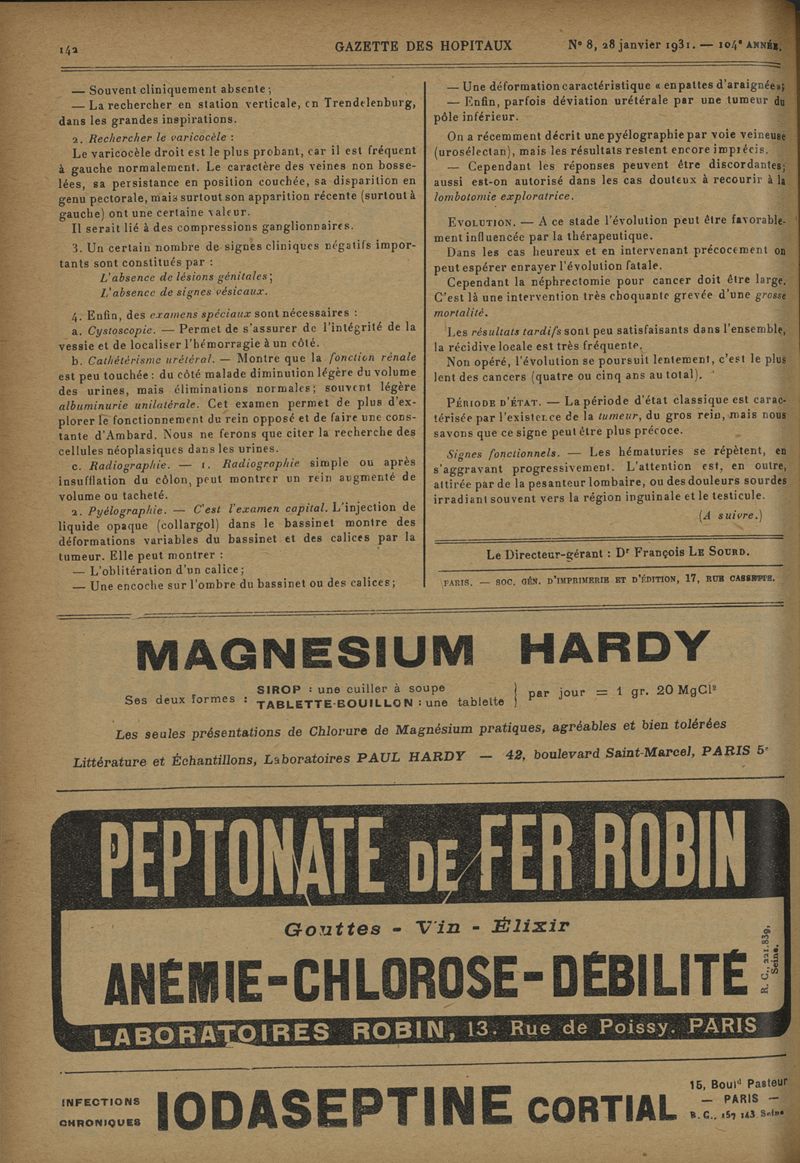 142
GAZETTE DES HOPITAUX
N° 8, 28 janvier 1931. — 104e ANNÉE.
— Souvent cliniquement absente ;
— La rechercher en station verticale, en Trendelenburg,
dans les grandes inspirations.
2. Rechercher le varicocèle :
Le varicocèle droit est le plus probant, car il est fréquent
à gauche normalement. Le caractère des veines non bosse-
lées, sa persistance en position couchée, sa disparition en
genu pectorale, mais surtout son apparition récente (surtout à
gauche) ont une certaine valeur.
Il serait lié à des compressions ganglionnaires.
3. Un certain nombre de signes cliniques négatifs impor-
tants sont constitués par :
L'absence de lésions génitales ;
L'absence de signes vésicaux.
4. Enfin, des examens spéciaux sont nécessaires :
a. Cystoscopie. — Permet de s'assurer de l'intégrité de la
vessie et de localiser l'hémorragie à un côté.
b. Cathétérisme urétéral. — Montre que la fonction rénale
est peu touchée : du côté malade diminution légère du volume
des urines, mais éliminations normales; souvent légère
albuminurie unilatérale. Cet examen permet de plus d'ex-
plorer le fonctionnement du rein opposé et de faire une cons-
tante d'Ambard. Nous ne ferons que citer la recherche des
cellules néoplasiques dans les urines.
c. Radiographie. — 1. Radiographie simple ou après
insufflation du côlon, peut montrer un rein augmenté de
volume ou tacheté.
2. Pyélographie. — C'est l'examen capital. L'injection de
liquide opaque (collargol) dans le bassinet montre des
déformations variables du bassinet et des calices par la
tumeur. Elle peut montrer :
— L'oblitération d'un calice;
— Une encoche sur l'ombre du bassinet ou des calices;
— Une déformation caractéristique « en pattes d'araignée »;
— Enfin, parfois déviation urétérale par une tumeur du
pôle inférieur.
On a récemment décrit une pyélographie par voie veineuse
(urosélectan), mais les résultats restent encore imprécis.
— Cependant les réponses peuvent être discordantes;
aussi est-on autorisé dans les cas douteux à recourir à la
lombotomie exploratrice.
EVOLUTION. — A ce stade l'évolution peut être favorable-
ment influencée par la thérapeutique.
Dans les cas heureux et en intervenant précocement on
peut espérer enrayer l'évolution fatale.
Cependant la néphrectomie pour cancer doit être large.
C'est là une intervention très choquante grevée d'une grosse
mortalité.
Les résultats tardifs sont peu satisfaisants dans l'ensemble,
la récidive locale est très fréquente.
Non opéré, l'évolution se poursuit lentement, c'est le plus
lent des cancers (quatre ou cinq ans au total).
PÉRIODE D'ÉTAT. — La période d'état classique est carac-
térisée par l'existence de la tumeur, du gros rein, mais nous
savons que ce signe peut être plus précoce.
Signes fonctionnels. — Les hématuries se répètent, en
s'aggravant progressivement. L'attention est, en outre,
attirée par de la pesanteur lombaire, ou des douleurs sourdes
irradiant souvent vers la région inguinale et le testicule.
(A suivre.)
Le Directeur-gérant : Dr François LE SOURD.
PARIS. — SOC. GÉN. D'IMPRIMERIE ET D'ÉDITION, 17, RUE CASSETTE.
MAGNESIUM HARDY
Ses deux formes :
SIROP : une cuiller à soupe
TABLETTE-BOUILLON : une tablette
par jour = 1 gr. 20 MgCl²
Les seules présentations de Chlorure de Magnésium pratiques, agréables et bien tolérées
Littérature et Échantillons, Laboratoires PAUL HARDY — 42, boulevard Saint-Marcel, PARIS 5e
PEPTONATE DE FER ROBIN
Gouttes - Vin - Élixir
ANÉMIE-CHLOROSE-DÉBILITÉ
R. C., 221.839, Seine.
LABORATOIRES ROBIN, 13. Rue de Poissy. PARIS
INFECTIONS
CHRONIQUES
IODASEPTINE CORTIAL
15, Bould Pasteur
— PARIS —
R. C., 157 143 Seine